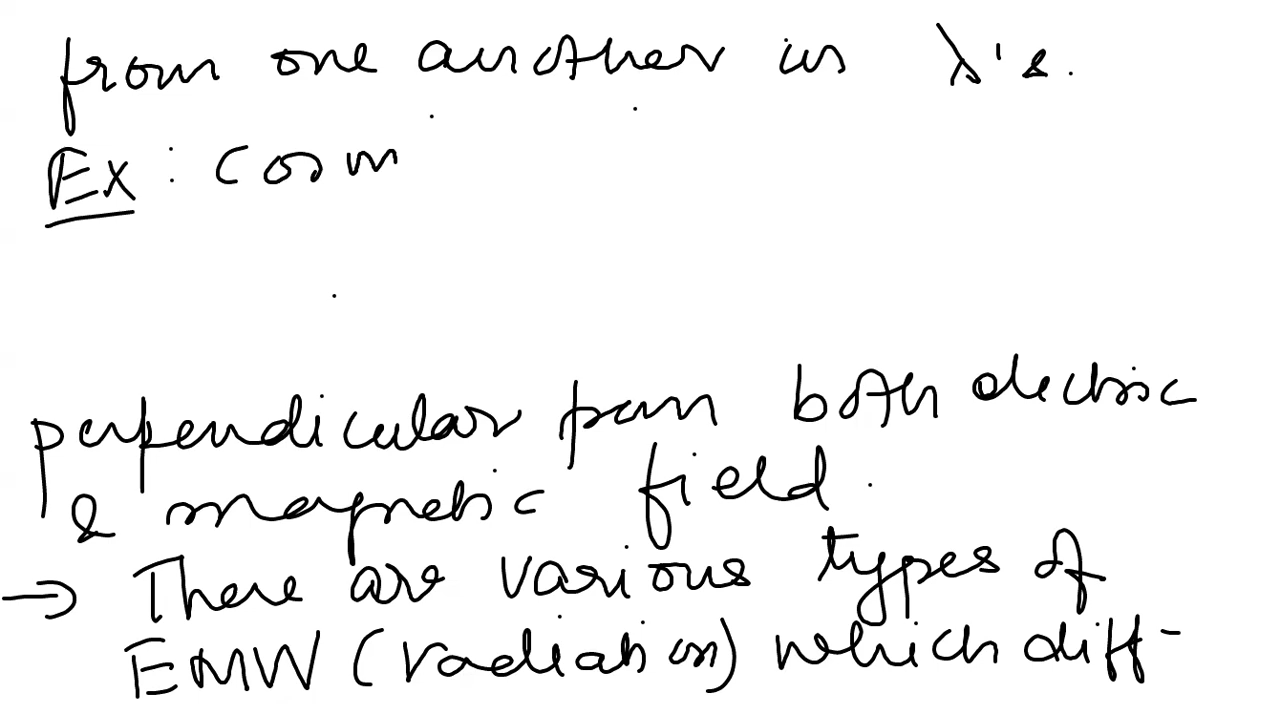 from one another in λ's.
Ex: cosm
perpendicular from both electric
& magnetic field.
→ There are various types of
EMW (radiation) which diff-